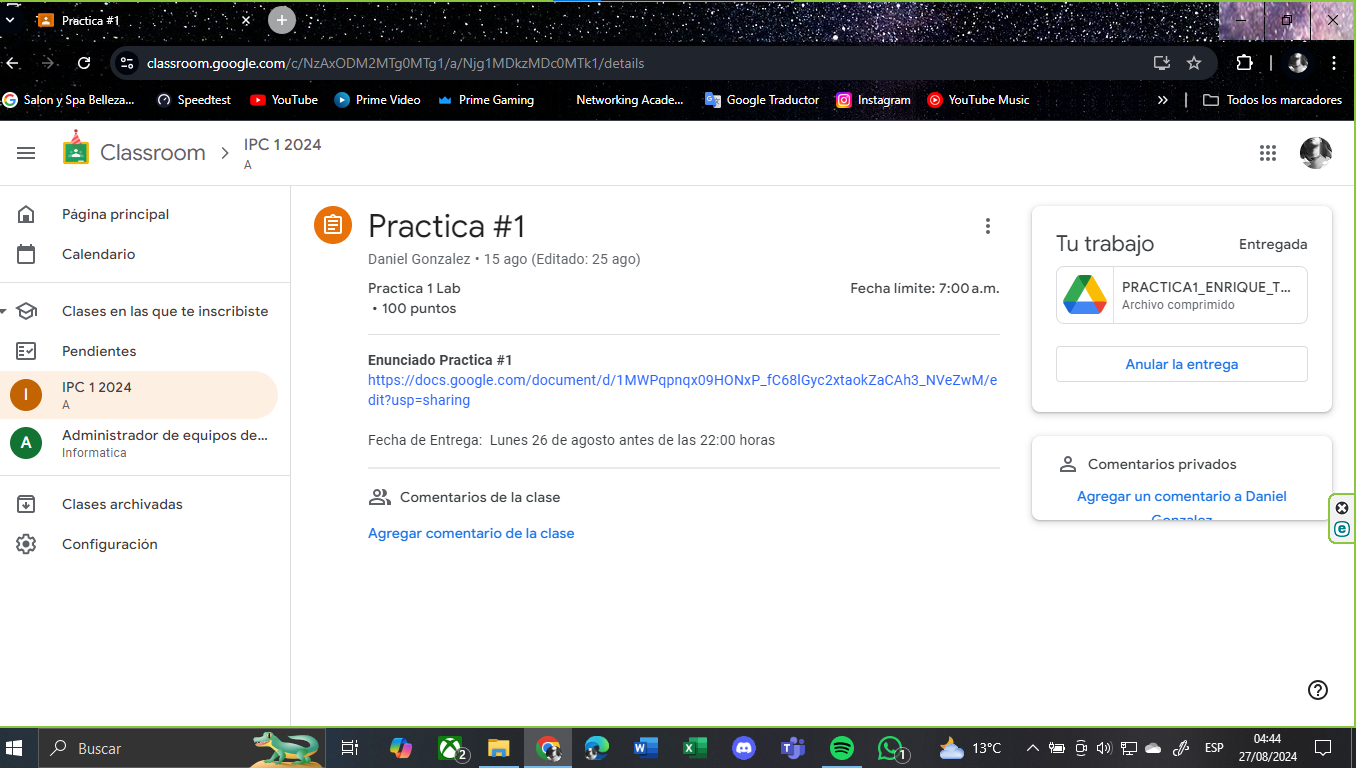 Practica #1
classroom.google.com/c/NzAxODM2MTg0MTg1/a/Njg1MDkzMDc0MTk1/details
Salon y Spa Belleza...
Speedtest
YouTube
Prime Video
Prime Gaming
Networking Acade...
Google Traductor
Instagram
YouTube Music
»
Todos los marcadores
Classroom
IPC 1 2024
A
Página principal
Calendario
Clases en las que te inscribiste
Pendientes
I
IPC 1 2024
A
A
Administrador de equipos de...
Informatica
Clases archivadas
Configuración
Practica #1
Daniel Gonzalez • 15 ago (Editado: 25 ago)
Practica 1 Lab
• 100 puntos
Fecha límite: 7:00 a.m.
Enunciado Practica #1
https://docs.google.com/document/d/1MWPqpnqx09HONxP_fC68lGyc2xtaokZaCAh3_NVeZwM/e
dit?usp=sharing
Fecha de Entrega: Lunes 26 de agosto antes de las 22:00 horas
Comentarios de la clase
Agregar comentario de la clase
Tu trabajo
Entregada
PRACTICA1_ENRIQUE_T...
Archivo comprimido
Anular la entrega
Comentarios privados
Agregar un comentario a Daniel
Gonzalez
Buscar
2
1
13°C
ESP
04:44
27/08/2024